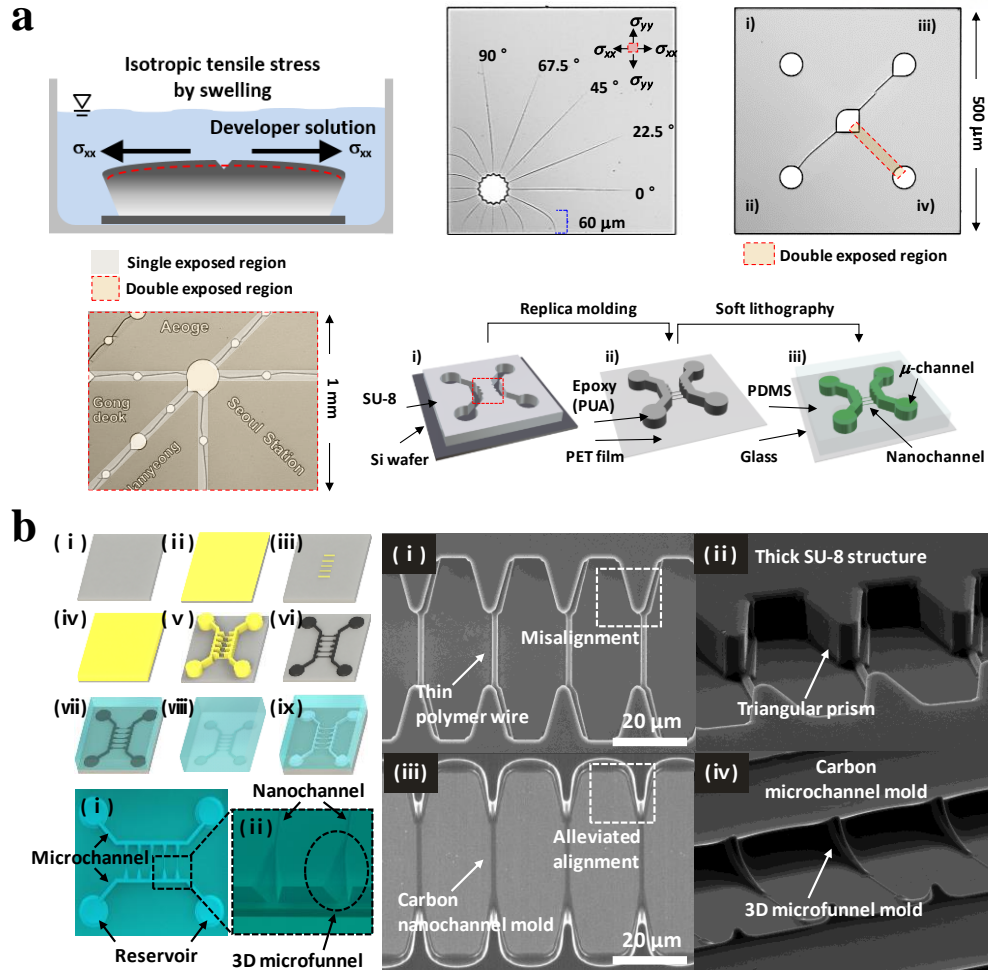 a
Isotropic tensile stress
by swelling
Developer solution
σxx
σxx
90 °
67.5 °
45 °
22.5 °
0 °
σyy
σxx
σxx
σyy
60 μm
i)
iii)
ii)
iv)
500 μm
Double exposed region
Single exposed region
Double exposed region
Aeoge
Gong
deok
Seoul Station
1 mm
Replica molding
Soft lithography
i)
ii)
iii)
SU-8
Si wafer
Epoxy
(PUA)
PET film
PDMS
Glass
μ-channel
Nanochannel
b
(i)
(ii)
(iii)
(iv)
(v)
(vi)
(vii)
(viii)
(ix)
(i)
Microchannel
Reservoir
Nanochannel
(ii)
3D microfunnel
(i)
Misalignment
Thin
polymer wire
20 μm
(ii)
Thick SU-8 structure
Triangular prism
(iii)
Alleviated
alignment
Carbon
nanochannel mold
20 μm
(iv)
Carbon
microchannel mold
3D microfunnel mold